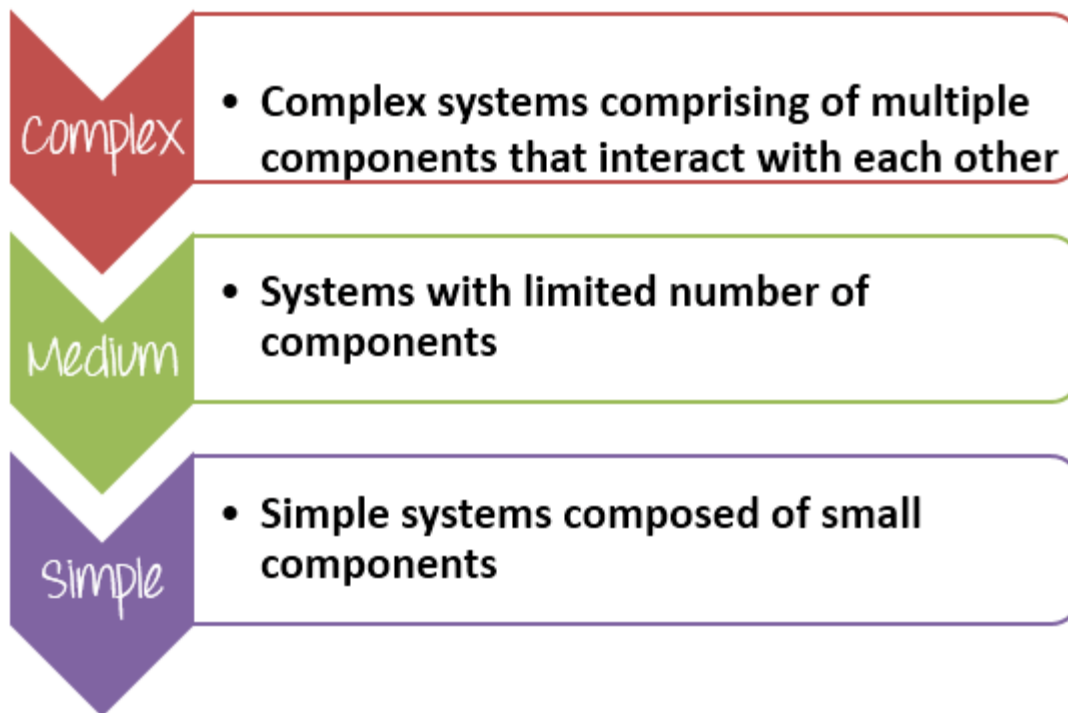 Complex
• Complex systems comprising of multiple
components that interact with each other
Medium
• Systems with limited number of
components
Simple
• Simple systems composed of small
components